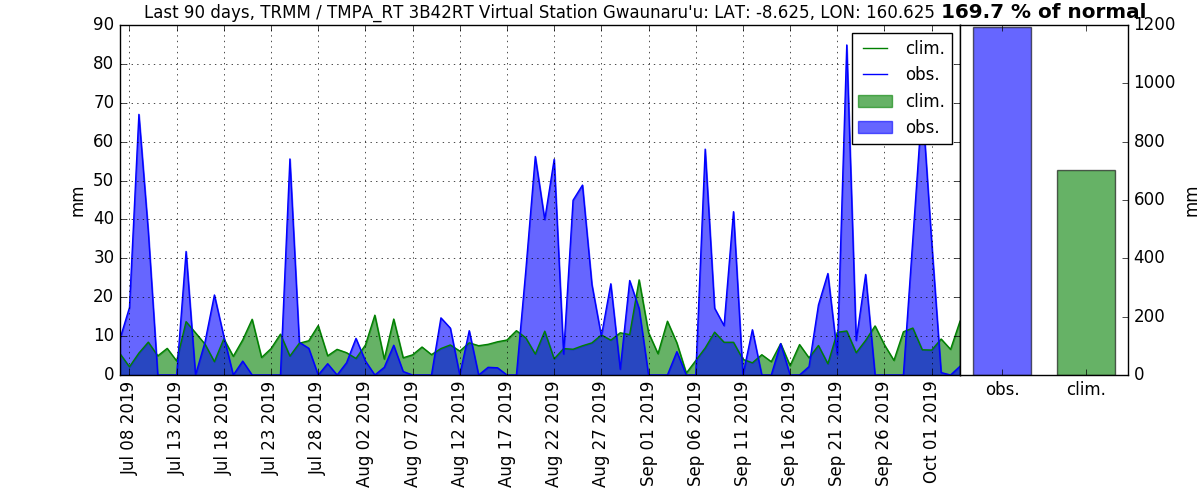 Last 90 days, TRMM / TMPA_RT 3B42RT Virtual Station Gwaunaru'u: LAT: -8.625, LON: 160.625 169.7 % of normal
90
80
70
60
50
40
30
20
10
0
mm
clim.
obs.
clim.
obs.
1200
1000
800
600
400
200
0
mm
Jul 08 2019
Jul 13 2019
Jul 18 2019
Jul 23 2019
Jul 28 2019
Aug 02 2019
Aug 07 2019
Aug 12 2019
Aug 17 2019
Aug 22 2019
Aug 27 2019
Sep 01 2019
Sep 06 2019
Sep 11 2019
Sep 16 2019
Sep 21 2019
Sep 26 2019
Oct 01 2019
obs. clim.